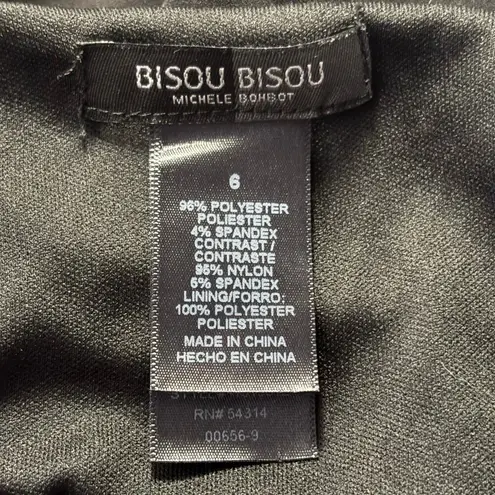 BISOU BISOU
MICHELE BOHBOT
6
96% POLYESTER
POLIESTER
4% SPANDEX
CONTRAST /
CONTRASTE
95% NYLON
5% SPANDEX
LINING/FORRO:
100% POLYESTER
POLIESTER
MADE IN CHINA
HECHO EN CHINA
RN# 54314
00656-9